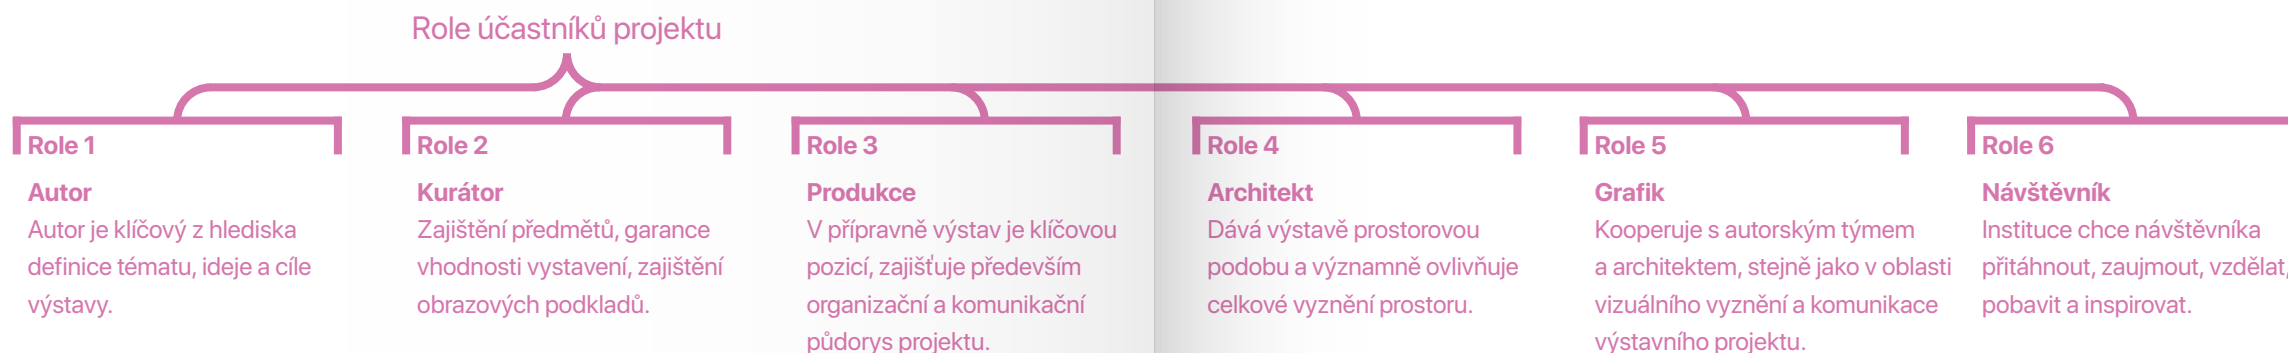 Role účastníků projektu
Role 1
Autor
Autor je klíčový z hlediska
definice tématu, ideje a cíle
výstavy.
Role 2
Kurátor
Zajištění předmětů, garance
vhodnosti vystavení, zajištění
obrazových podkladů.
Role 3
Produkce
V přípravně výstav je klíčovou
pozicí, zajišťuje především
organizační a komunikační
půdorys projektu.
Role 4
Architekt
Dává výstavě prostorovou
podobu a významně ovlivňuje
celkové vyznění prostoru.
Role 5
Grafik
Kooperuje s autorským týmem
a architektem, stejně jako v oblasti
vizuálního vyznění a komunikace
výstavního projektu.
Role 6
Návštěvník
Instituce chce návštěvníka
přitáhnout, zaujmout, vzdělat,
pobavit a inspirovat.